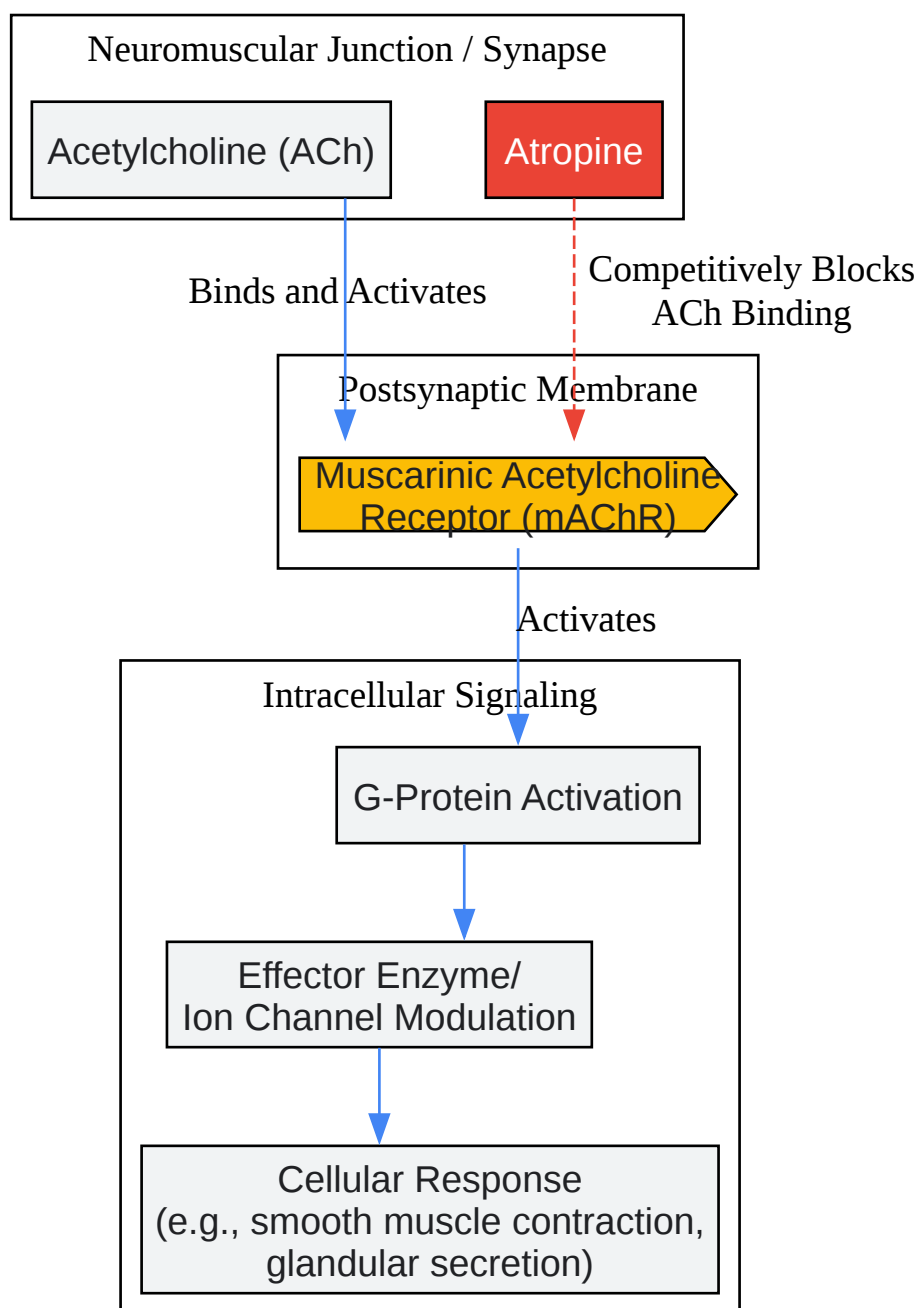 Neuromuscular Junction / Synapse
Acetylcholine (ACh)
Atropine
Binds and Activates
Competitively Blocks
ACh Binding
Postsynaptic Membrane
Muscarinic Acetylcholine
Receptor (mAChR)
Activates
Intracellular Signaling
G-Protein Activation
Effector Enzyme/
Ion Channel Modulation
Cellular Response
(e.g., smooth muscle contraction,
glandular secretion)